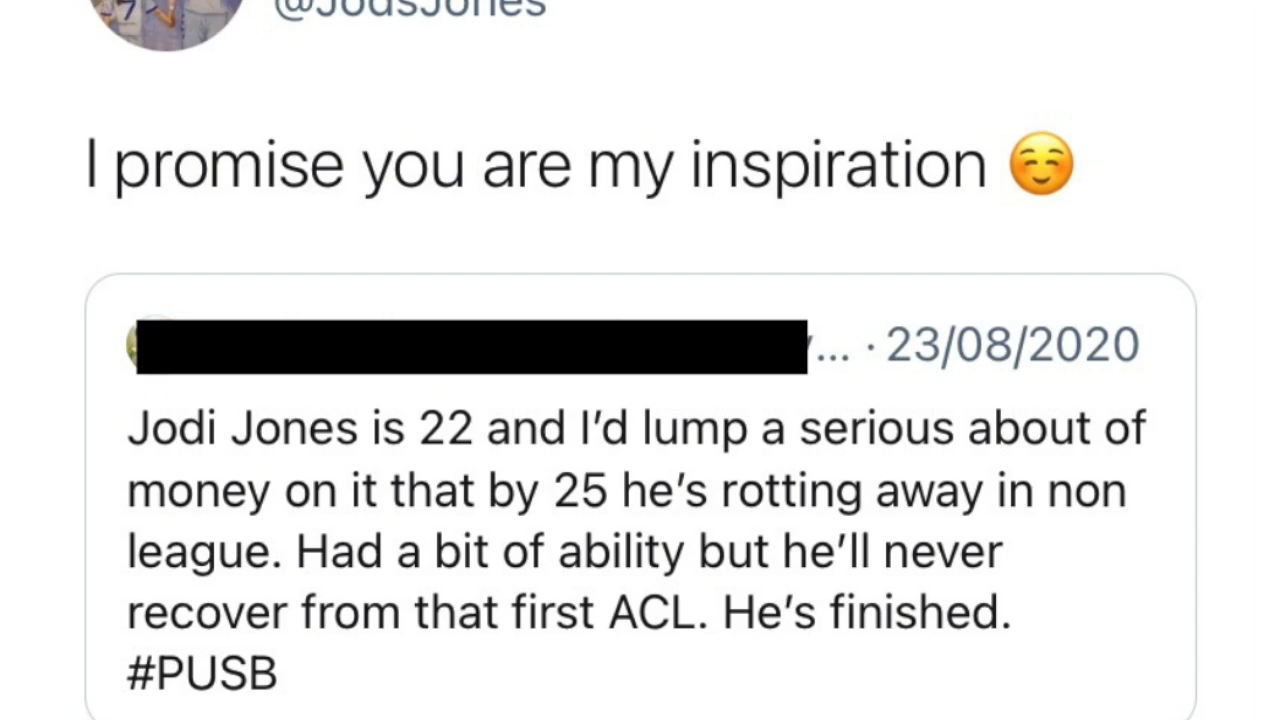 @JodsJones
I promise you are my inspiration ☺️
... · 23/08/2020
Jodi Jones is 22 and I’d lump a serious about of
money on it that by 25 he’s rotting away in non
league. Had a bit of ability but he’ll never
recover from that first ACL. He’s finished.
#PUSB